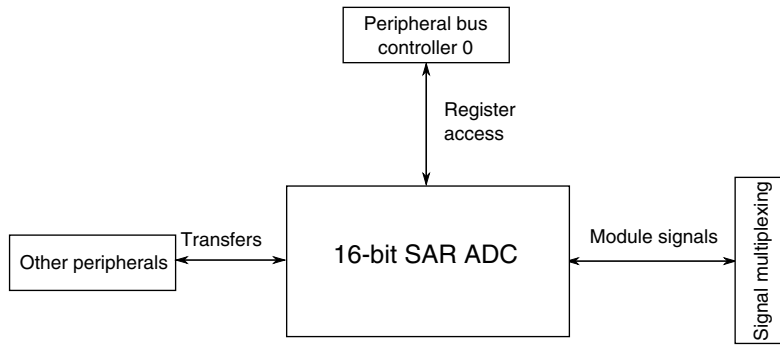 Peripheral bus
controller 0
Register
access
Transfers
Other peripherals
16-bit SAR ADC
Module signals
Signal multiplexing